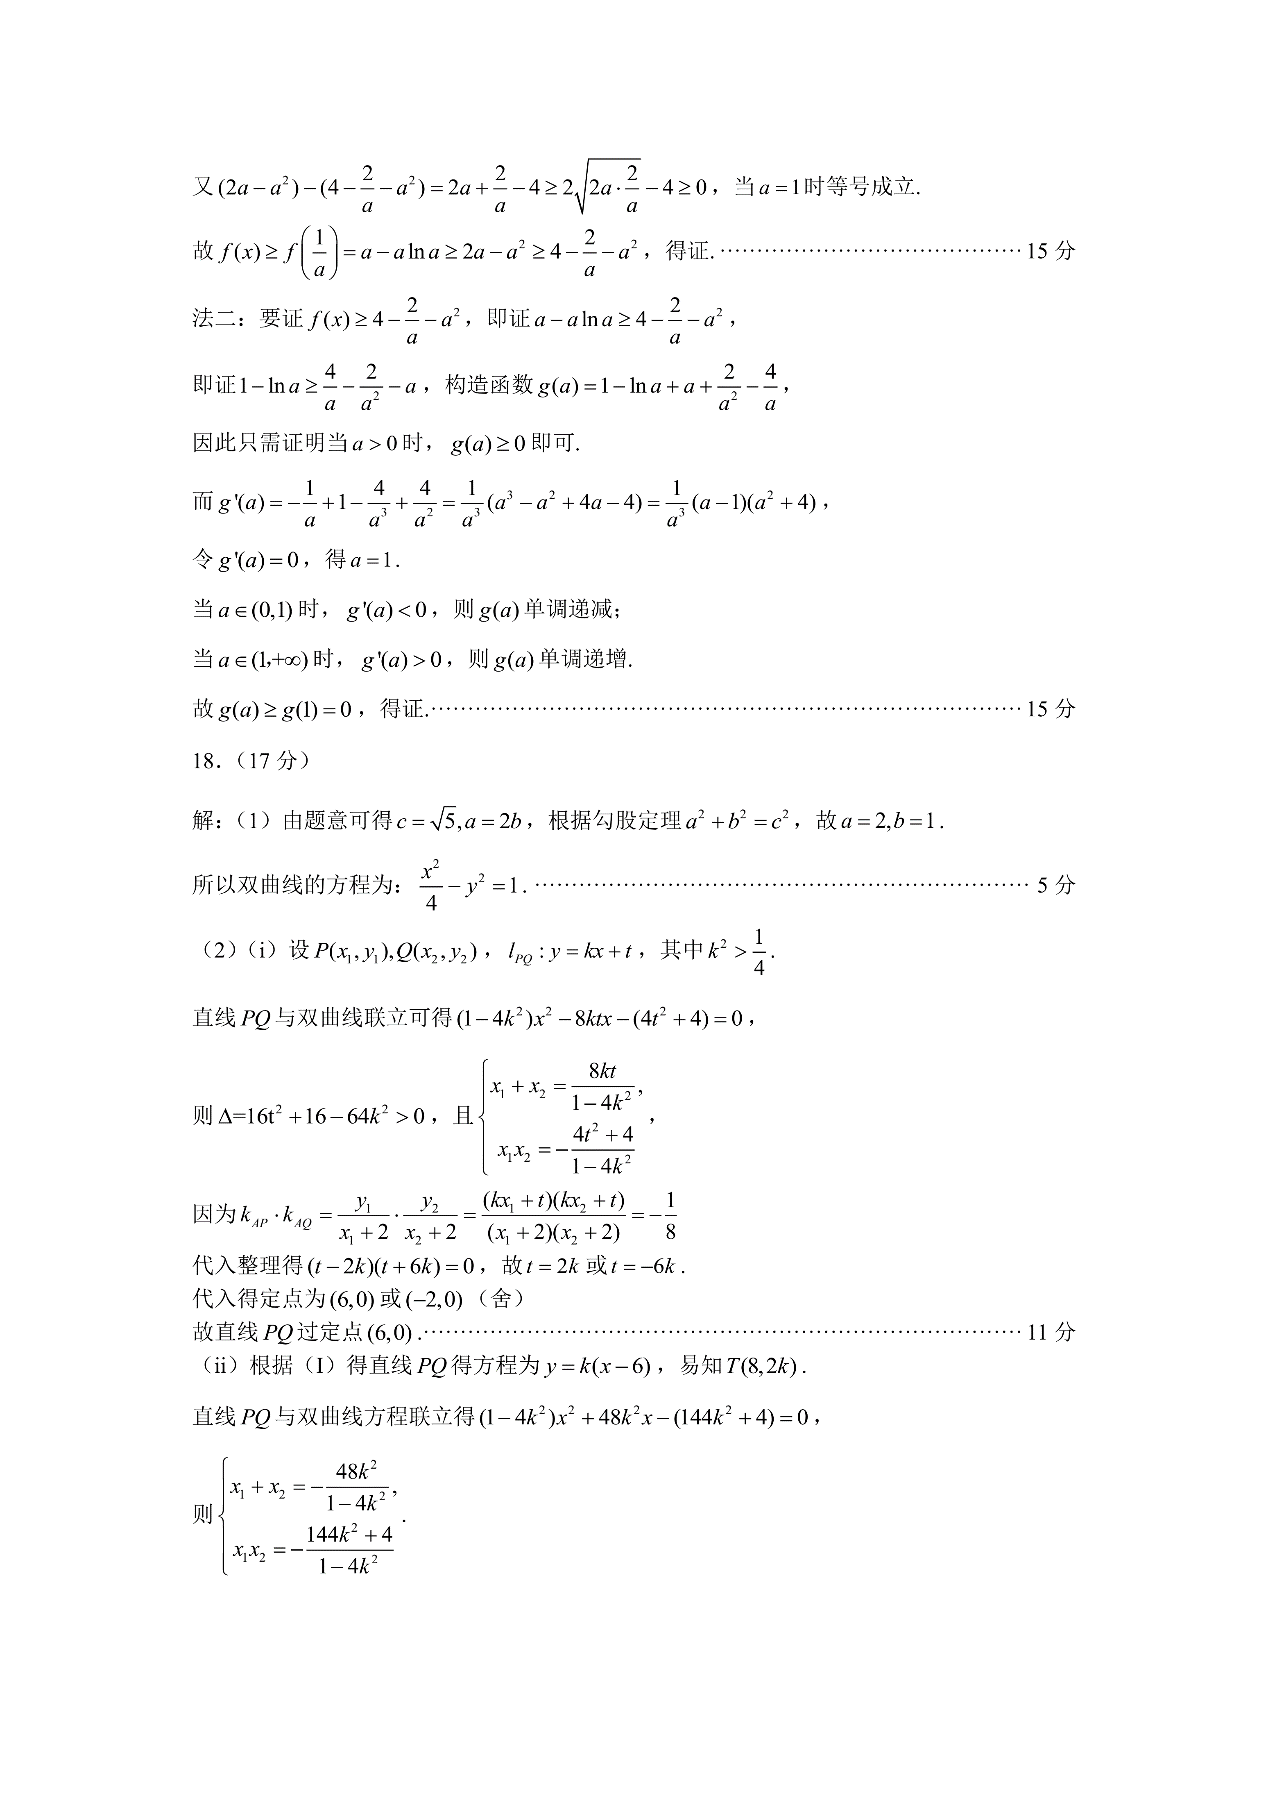 又 $(2a-a^2)-(4-\frac{2}{a}-a^2)=2a+\frac{2}{a}-4\geq 2\sqrt{2a\cdot\frac{2}{a}}-4\geq 0$，当 $a=1$ 时等号成立.
故 $f(x)\geq f\left(\frac{1}{a}\right)=a-a\ln a\geq 2a-a^2\geq 4-\frac{2}{a}-a^2$，得证. ········ 15 分
法二：要证 $f(x)\geq 4-\frac{2}{a}-a^2$，即证 $a-a\ln a\geq 4-\frac{2}{a}-a^2$，
即证 $1-\ln a\geq \frac{4}{a}-\frac{2}{a^2}-a$，构造函数 $g(a)=1-\ln a+a+\frac{2}{a^2}-\frac{4}{a}$，
因此只需证明当 $a>0$ 时，$g(a)\geq 0$ 即可.
而 $g'(a)=-\frac{1}{a}+1-\frac{4}{a^3}+\frac{4}{a^2}=\frac{1}{a^3}(a^3-a^2+4a-4)=\frac{1}{a^3}(a-1)(a^2+4)$，
令 $g'(a)=0$，得 $a=1$.
当 $a\in(0,1)$ 时，$g'(a)<0$，则 $g(a)$ 单调递减；
当 $a\in(1,+\infty)$ 时，$g'(a)>0$，则 $g(a)$ 单调递增.
故 $g(a)\geq g(1)=0$，得证. ········ 15 分
18.（17 分）
解：（1）由题意可得 $c=\sqrt{5},a=2b$，根据勾股定理 $a^2+b^2=c^2$，故 $a=2,b=1$.
所以双曲线的方程为：$\frac{x^2}{4}-y^2=1$. ········ 5 分
（2）（i）设 $P(x_1,y_1),Q(x_2,y_2)$，$l_{PQ}:y=kx+t$，其中 $k^2>\frac{1}{4}$.
直线 $PQ$ 与双曲线联立可得 $(1-4k^2)x^2-8ktx-(4t^2+4)=0$，
则 $\Delta=16t^2+16-64k^2>0$，且 $\begin{cases}x_1+x_2=\frac{8kt}{1-4k^2},\\x_1x_2=-\frac{4t^2+4}{1-4k^2}\end{cases}$，
因为 $k_{AP}\cdot k_{AQ}=\frac{y_1}{x_1+2}\cdot\frac{y_2}{x_2+2}=\frac{(kx_1+t)(kx_2+t)}{(x_1+2)(x_2+2)}=-\frac{1}{8}$
代入整理得 $(t-2k)(t+6k)=0$，故 $t=2k$ 或 $t=-6k$.
代入得定点为 $(6,0)$ 或 $(-2,0)$（舍）
故直线 $PQ$ 过定点 $(6,0)$. ········ 11 分
（ii）根据（I）得直线 $PQ$ 得方程为 $y=k(x-6)$，易知 $T(8,2k)$.
直线 $PQ$ 与双曲线方程联立得 $(1-4k^2)x^2+48k^2x-(144k^2+4)=0$，
则 $\begin{cases}x_1+x_2=-\frac{48k^2}{1-4k^2},\\x_1x_2=-\frac{144k^2+4}{1-4k^2}\end{cases}$.